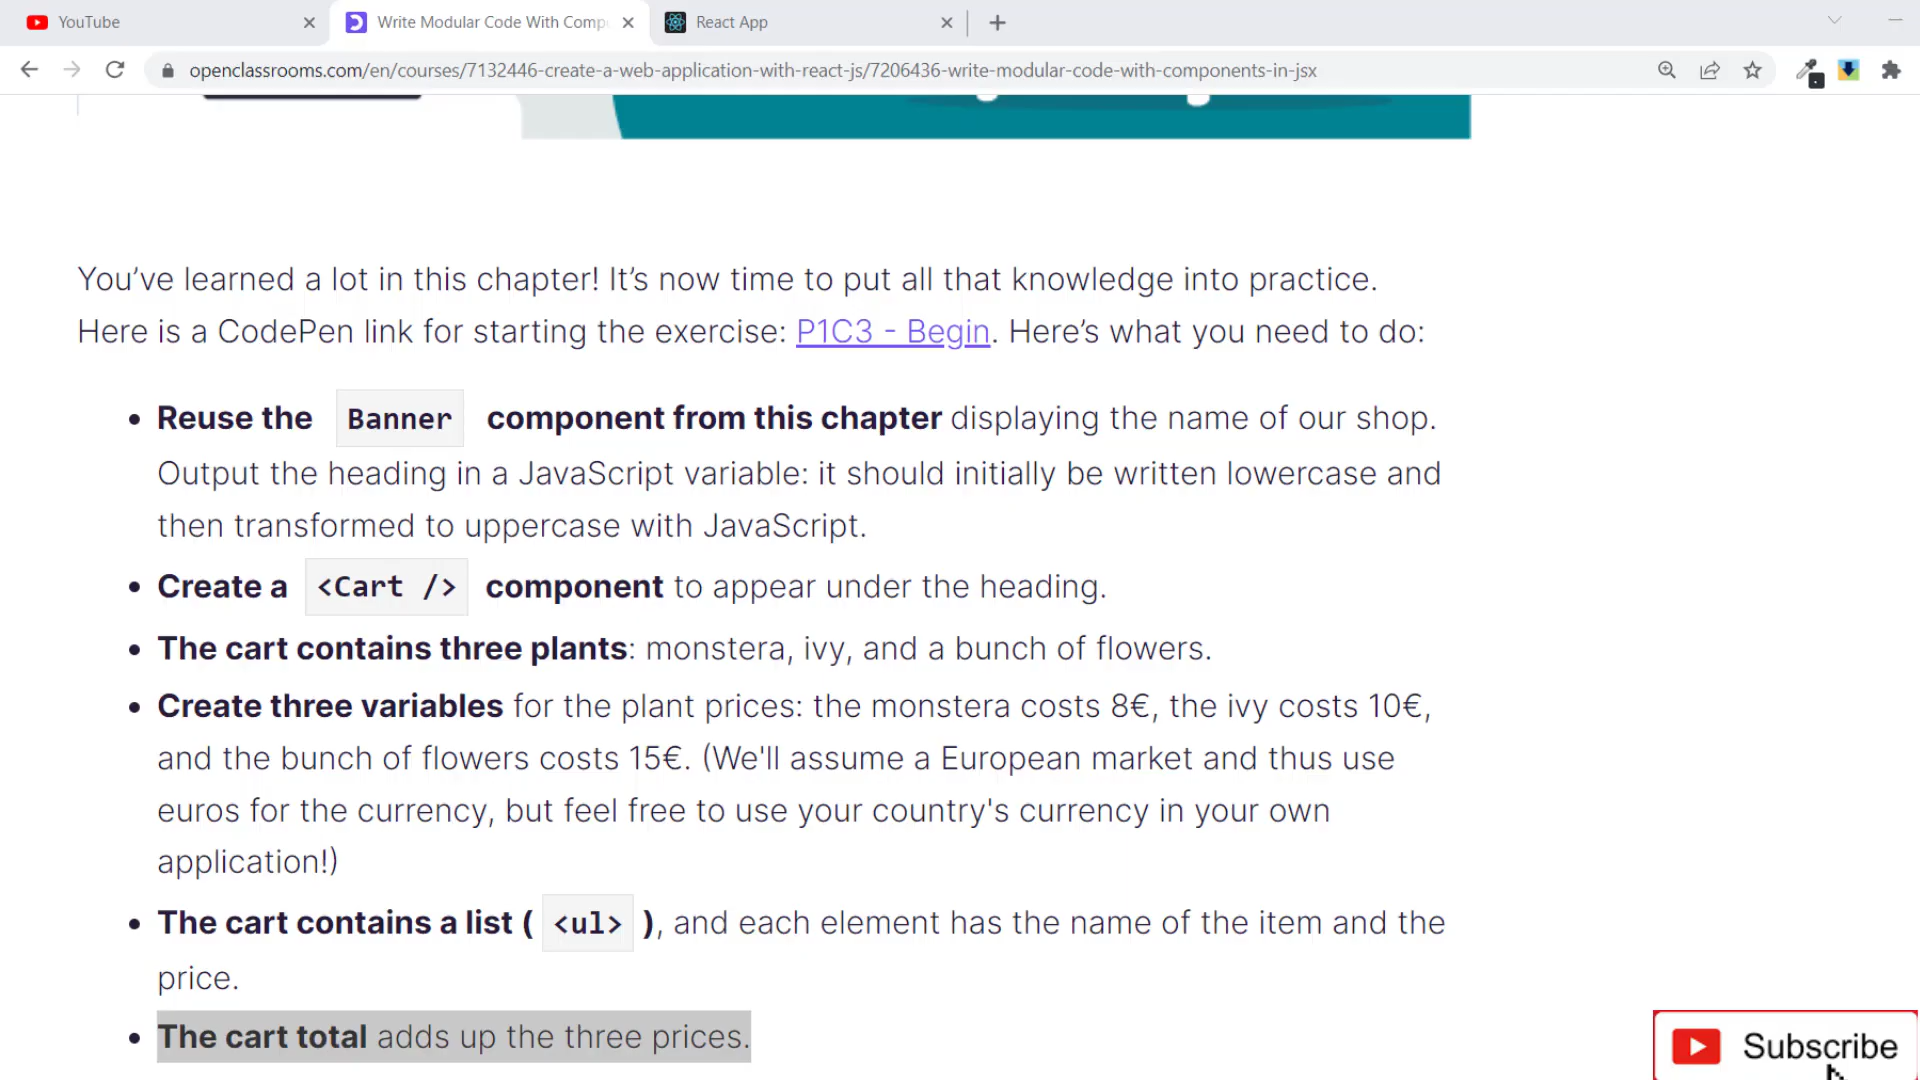 YouTube
Write Modular Code With Comp
React App
openclassrooms.com/en/courses/7132446-create-a-web-application-with-react-js/7206436-write-modular-code-with-components-in-jsx
You've learned a lot in this chapter! It's now time to put all that knowledge into practice.
Here is a CodePen link for starting the exercise: P1C3 - Begin. Here's what you need to do:
• Reuse the Banner component from this chapter displaying the name of our shop.
Output the heading in a JavaScript variable: it should initially be written lowercase and
then transformed to uppercase with JavaScript.
• Create a <Cart /> component to appear under the heading.
• The cart contains three plants: monstera, ivy, and a bunch of flowers.
• Create three variables for the plant prices: the monstera costs 8€, the ivy costs 10€,
and the bunch of flowers costs 15€. (We'll assume a European market and thus use
euros for the currency, but feel free to use your country's currency in your own
application!)
• The cart contains a list ( <ul> ), and each element has the name of the item and the
price.
• The cart total adds up the three prices.
Subscribe